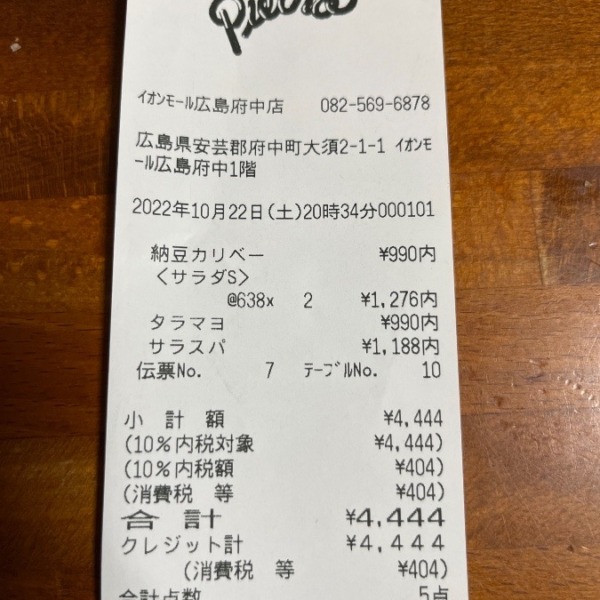 イオンモール広島府中店 082-569-6878
広島県安芸郡府中町大須2-1-1 イオンモ
ール広島府中1階
2022年10月22日(土)20時34分000101
納豆カリベー ¥990内
<サラダS>
@638x 2 ¥1,276内
タラマヨ ¥990内
サラスパ ¥1,188内
伝票No. 7 テーブルNo. 10
小 計 額 ¥4,444
(10%内税対象 ¥4,444)
(10%内税額 ¥404)
(消費税 等 ¥404)
合 計 ¥4,444
クレジット計 ¥4,444
(消費税 等 ¥404)
合計点数 5点